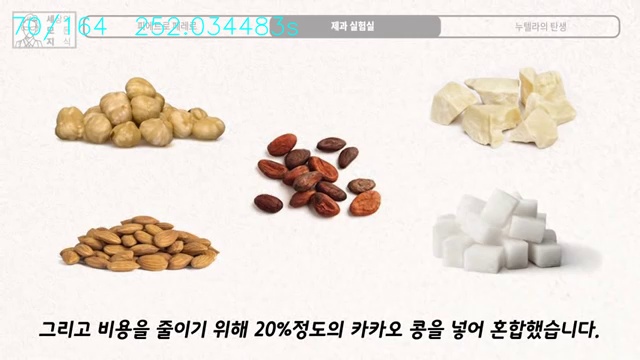 70/164 252.034483s
제과 실험실
누텔라의 탄생
그리고 비용을 줄이기 위해 20%정도의 카카오 콩을 넣어 혼합했습니다.